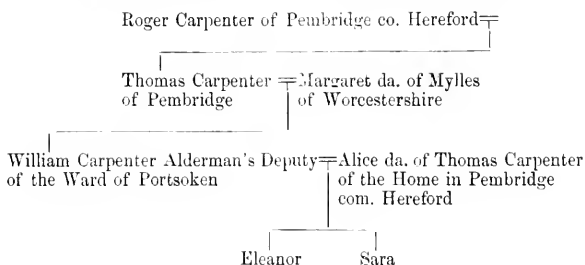 Roger Carpenter of Pembridge co. Hereford
Thomas Carpenter
of Pembridge
Margaret da. of Mylles
of Worcestershire
William Carpenter Alderman's Deputy
of the Ward of Portsoken
Alice da. of Thomas Carpenter
of the Home in Pembridge
com. Hereford
Eleanor
Sara